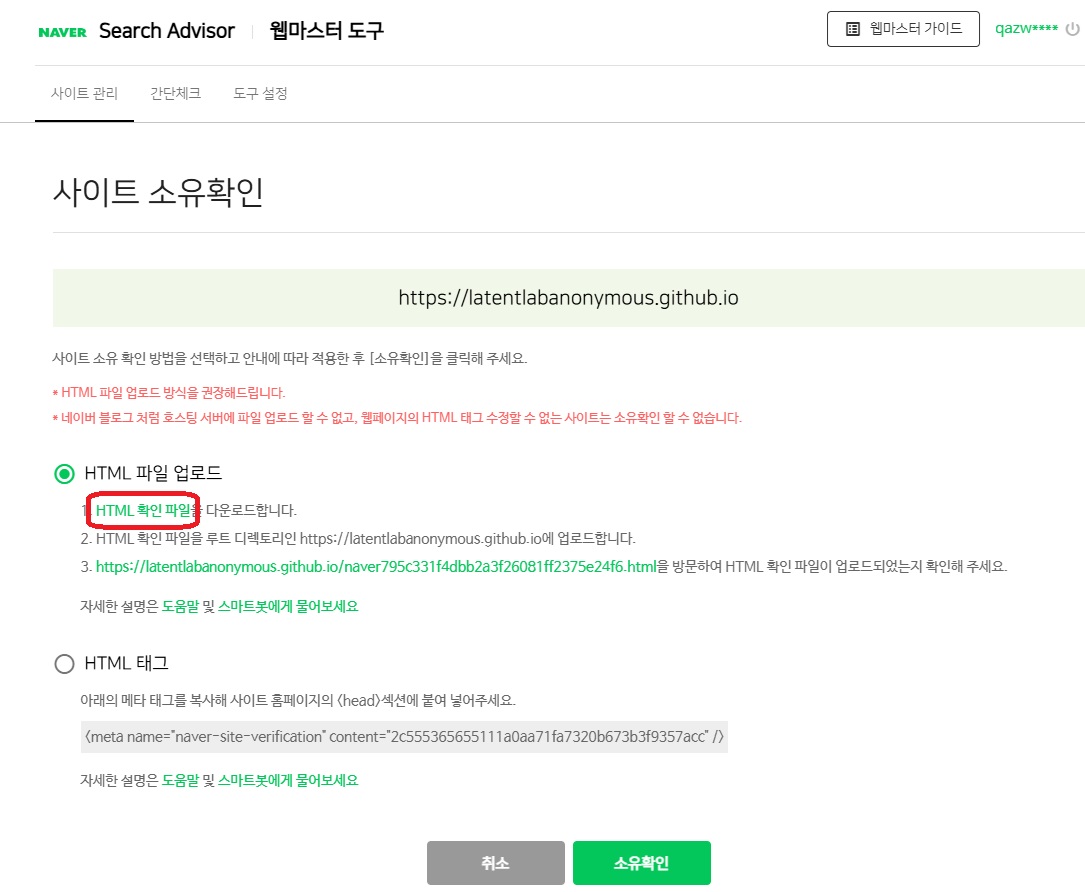 NAVER Search Advisor 웹마스터 도구
웹마스터 가이드
qazw****
사이트 관리 간단체크 도구 설정
사이트 소유확인
https://latentlabanonymous.github.io
사이트 소유 확인 방법을 선택하고 안내에 따라 적용한 후 [소유확인]을 클릭해 주세요.
* HTML 파일 업로드 방식을 권장해드립니다.
* 네이버 블로그 처럼 호스팅 서버에 파일 업로드 할 수 없고, 웹페이지의 HTML 태그 수정할 수 없는 사이트는 소유확인 할 수 없습니다.
HTML 파일 업로드
1. HTML 확인 파일을 다운로드합니다.
2. HTML 확인 파일을 루트 디렉토리인 https://latentlabanonymous.github.io에 업로드합니다.
3. https://latentlabanonymous.github.io/naver795c331f4dbb2a3f26081ff2375e24f6.html을 방문하여 HTML 확인 파일이 업로드되었는지 확인해 주세요.
자세한 설명은 도움말 및 스마트봇에게 물어보세요
HTML 태그
아래의 메타 태그를 복사해 사이트 홈페이지의 <head>섹션에 붙여 넣어주세요.
<meta name="naver-site-verification" content="2c555365655111a0aa71fa7320b673b3f9357acc" />
자세한 설명은 도움말 및 스마트봇에게 물어보세요
취소 소유확인